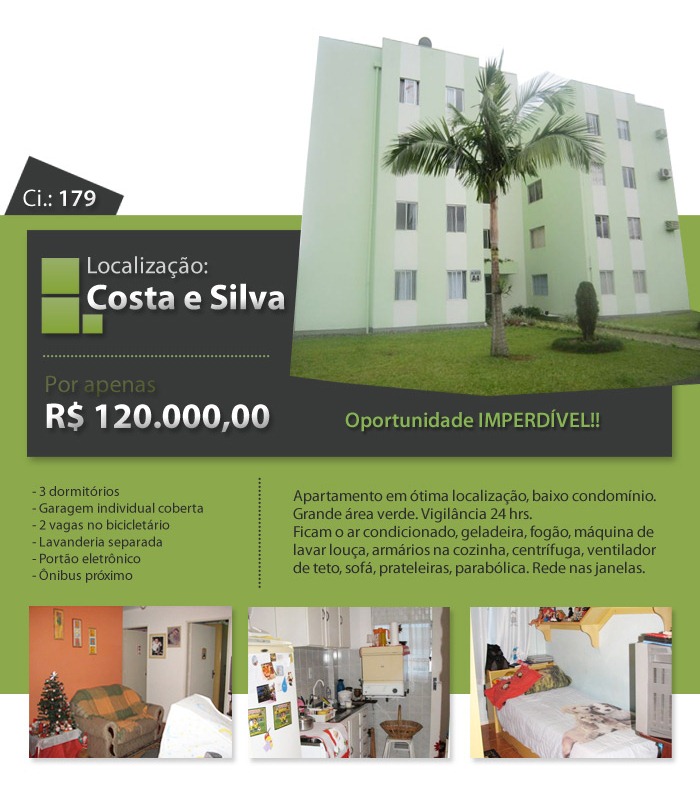 Ci.: 179
Localização:
Costa e Silva
Por apenas
R$ 120.000,00
Oportunidade IMPERDÍVEL!!
- 3 dormitórios
- Garagem individual coberta
- 2 vagas no bicicletário
- Lavanderia separada
- Portão eletrônico
- Ônibus próximo
Apartamento em ótima localização, baixo condomínio.
Grande área verde. Vigilância 24 hrs.
Ficam o ar condicionado, geladeira, fogão, máquina de
lavar louça, armários na cozinha, centrífuga, ventilador
de teto, sofá, prateleiras, parabólica. Rede nas janelas.